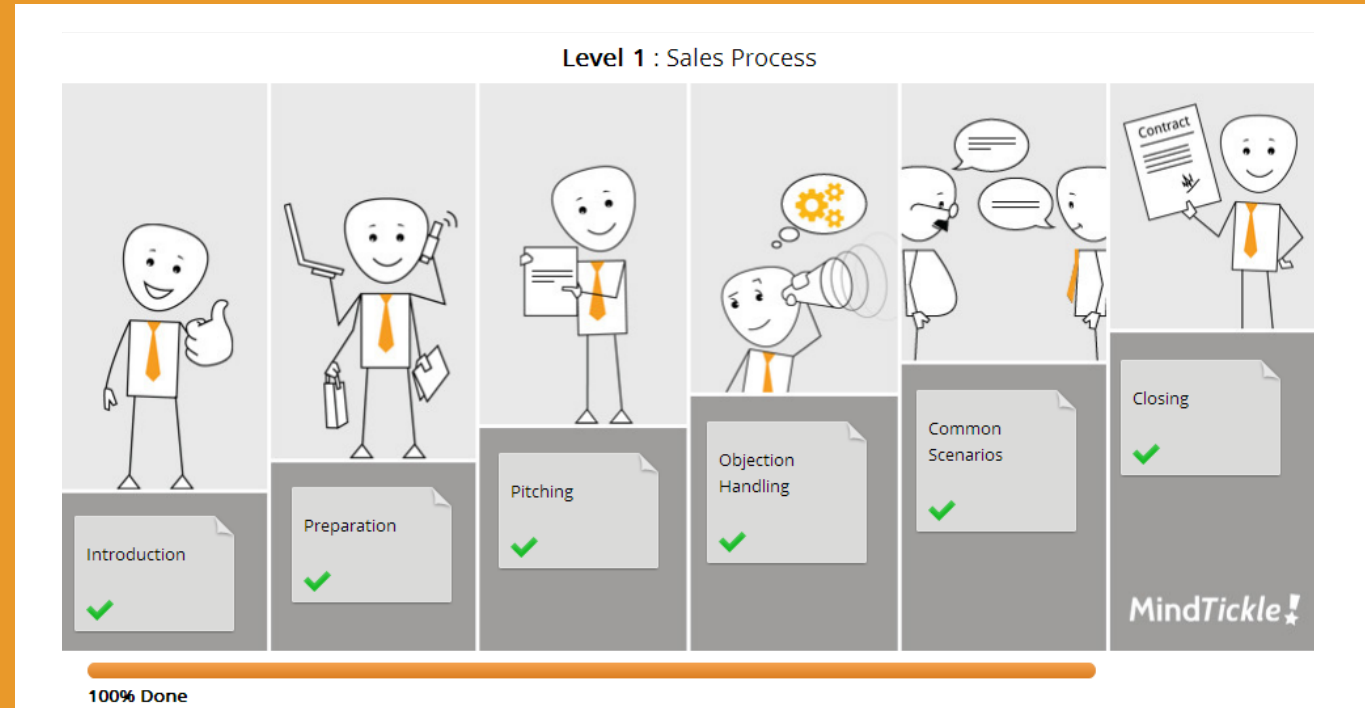 Level 1 : Sales Process
Contract
Introduction
Preparation
Pitching
Objection
Handling
Common
Scenarios
Closing
MindTickle!
100% Done